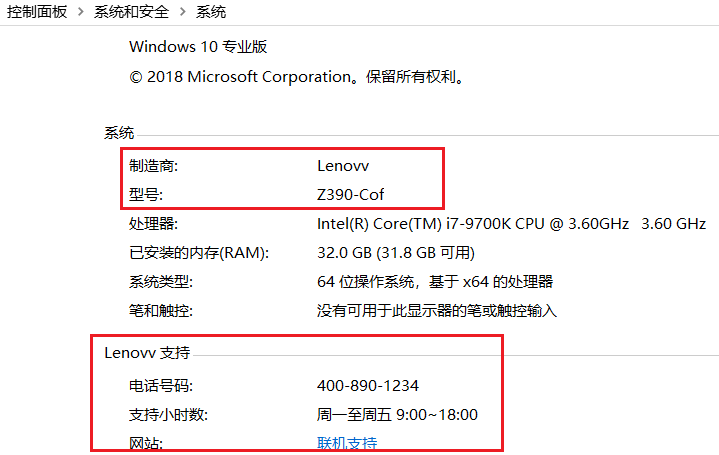 控制面板 > 系统和安全 > 系统
Windows 10 专业版
© 2018 Microsoft Corporation。保留所有权利。
系统
制造商: Lenovv
型号: Z390-Cof
处理器: Intel(R) Core(TM) i7-9700K CPU @ 3.60GHz 3.60 GHz
已安装的内存(RAM): 32.0 GB (31.8 GB 可用)
系统类型: 64 位操作系统，基于 x64 的处理器
笔和触控: 没有可用于此显示器的笔或触控输入
Lenovv 支持
电话号码: 400-890-1234
支持小时数: 周一至周五 9:00~18:00
网站: 联机支持